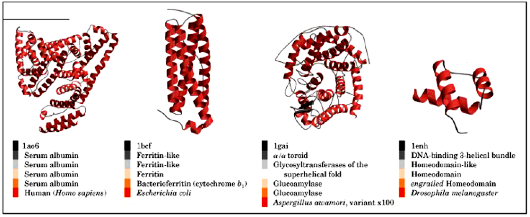 1ao6
Serum albumin
Serum albumin
Serum albumin
Serum albumin
Serum albumin
Human (Homo sapiens)
1bcf
Ferritin-like
Ferritin-like
Ferritin
Bacterioferritin (cytochrome b₁)
Escherichia coli
1gai
α/α toroid
Glycosyltransferases of the
superhelical fold
Glucoamylase
Glucoamylase
Aspergillus awamori, variant x100
1enh
DNA-binding 3-helical bundle
Homeodomain-like
Homeodomain
engrailed Homeodomain
Drosophila melanogaster